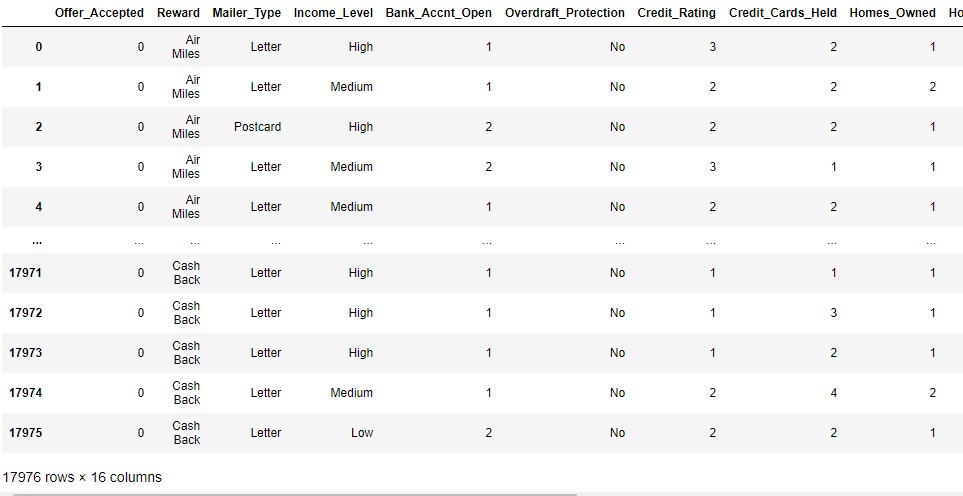 Offer_Accepted Reward Mailer_Type Income_Level Bank_Accnt_Open Overdraft_Protection Credit_Rating Credit_Cards_Held Homes_Owned Ho
0 0 Air Miles Letter High 1 No 3 2 1
1 0 Air Miles Letter Medium 1 No 2 2 2
2 0 Air Miles Postcard High 2 No 2 2 1
3 0 Air Miles Letter Medium 2 No 3 1 1
4 0 Air Miles Letter Medium 1 No 2 2 1
... ... ... ... ... ... ... ... ... ...
17971 0 Cash Back Letter High 1 No 1 1 1
17972 0 Cash Back Letter High 1 No 1 3 1
17973 0 Cash Back Letter High 1 No 1 2 1
17974 0 Cash Back Letter Medium 1 No 2 4 2
17975 0 Cash Back Letter Low 2 No 2 2 1
17976 rows × 16 columns